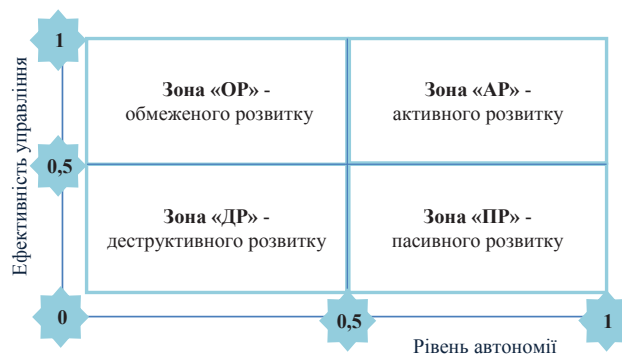 1
Зона «ОР» -
обмеженого розвитку
Зона «АР» -
активного розвитку
Ефективність управління
0,5
Зона «ДР» -
деструктивного розвитку
Зона «ПР» -
пасивного розвитку
0
0,5
1
Рівень автономії